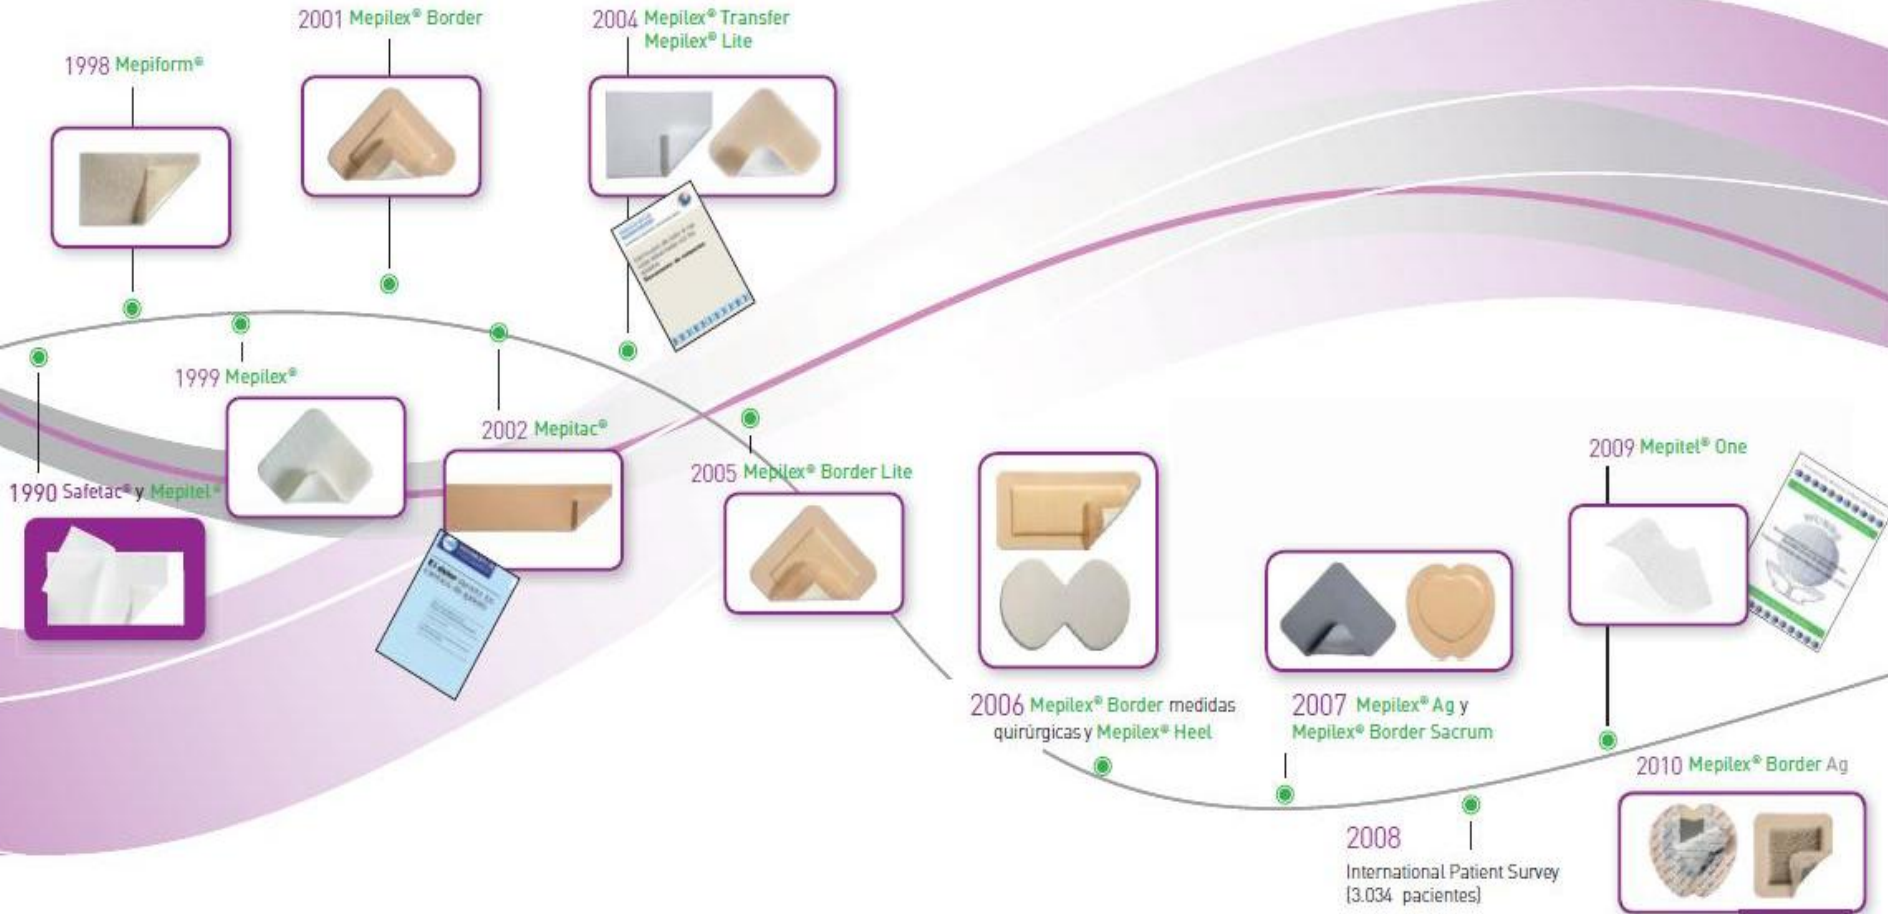 1998 Mepiform®
2001 Mepilex® Border
2004 Mepilex® Transfer
Mepilex® Lite
1990 Safetac® y Mepitel®
1999 Mepilex®
2002 Mepitac®
El dolor
2005 Mepilex® Border Lite
2006 Mepilex® Border medidas
quirúrgicas y Mepilex® Heel
2007 Mepilex® Ag y
Mepilex® Border Sacrum
2008
International Patient Survey
(3.034 pacientes)
2009 Mepitel® One
2010 Mepilex® Border Ag